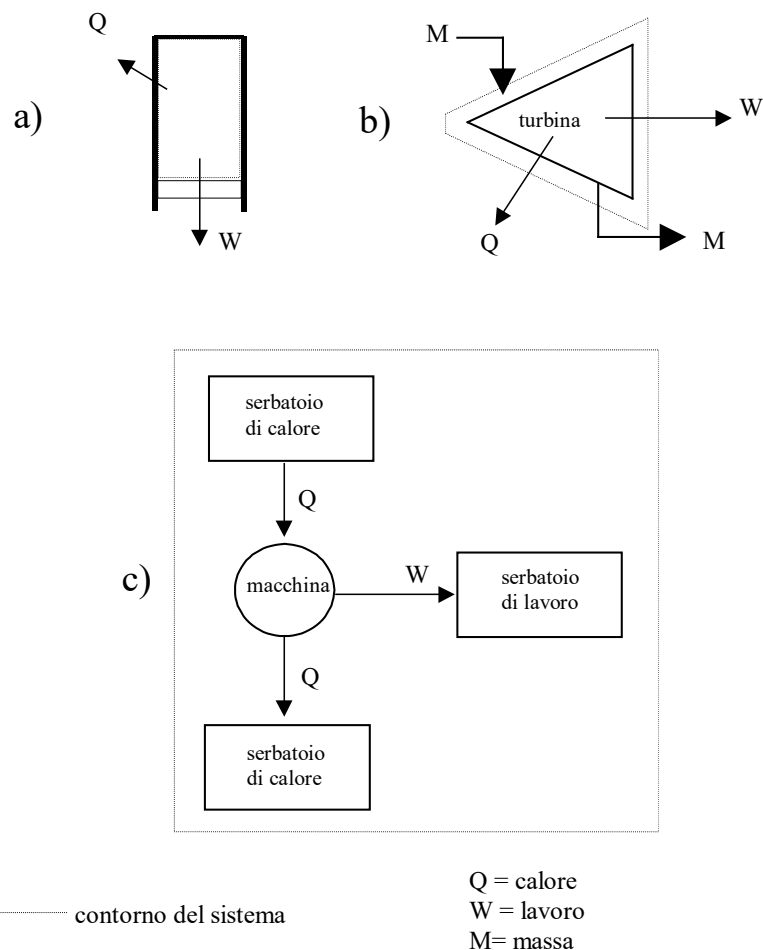 a)
Q
W
b)
M
turbina
W
Q
M
c)
serbatoio
di calore
Q
macchina
W
serbatoio
di lavoro
Q
serbatoio
di calore
contorno del sistema
Q = calore
W = lavoro
M= massa